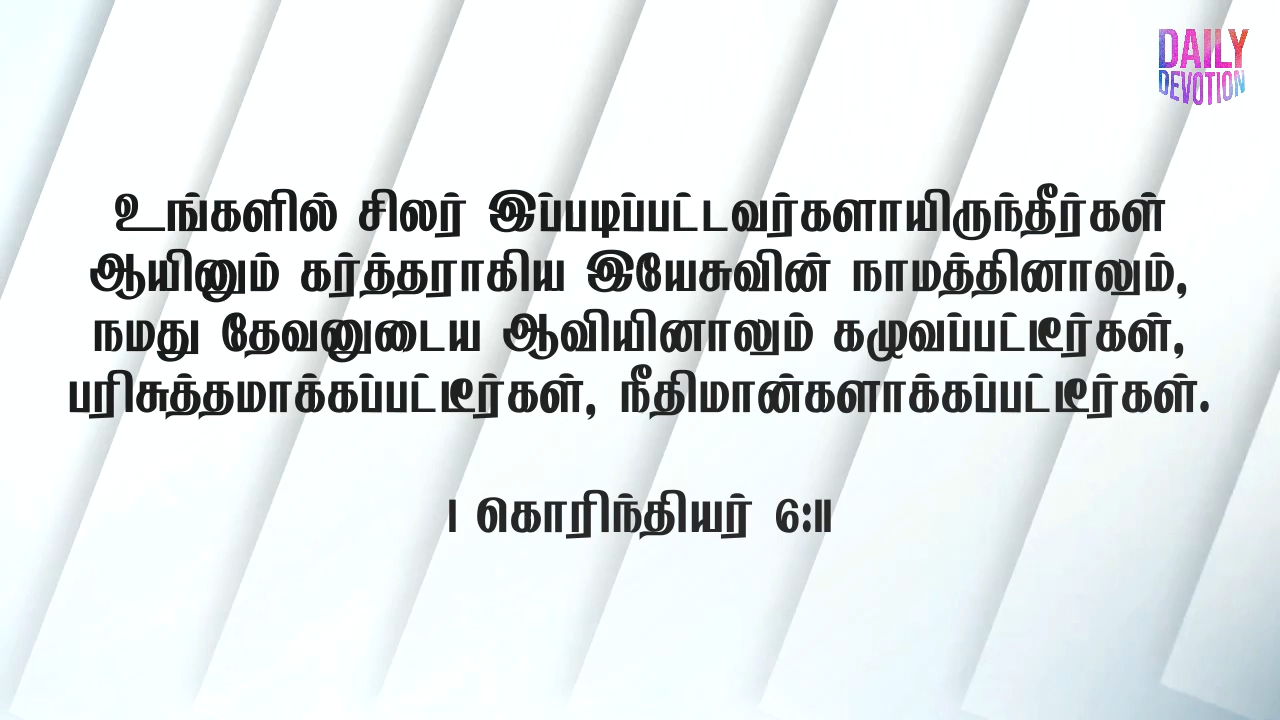 DAILY
DEVOTION
உங்களில் சிலர் இப்படிப்பட்டவர்களாயிருந்தீர்கள்
ஆயினும் கர்த்தராகிய இயேசுவின் நாமத்தினாலும்,
நமது தேவனுடைய ஆவியினாலும் கழுவப்பட்டீர்கள்,
பரிசுத்தமாக்கப்பட்டீர்கள், நீதிமான்களாக்கப்பட்டீர்கள்.
1 கொரிந்தியர் 6:11